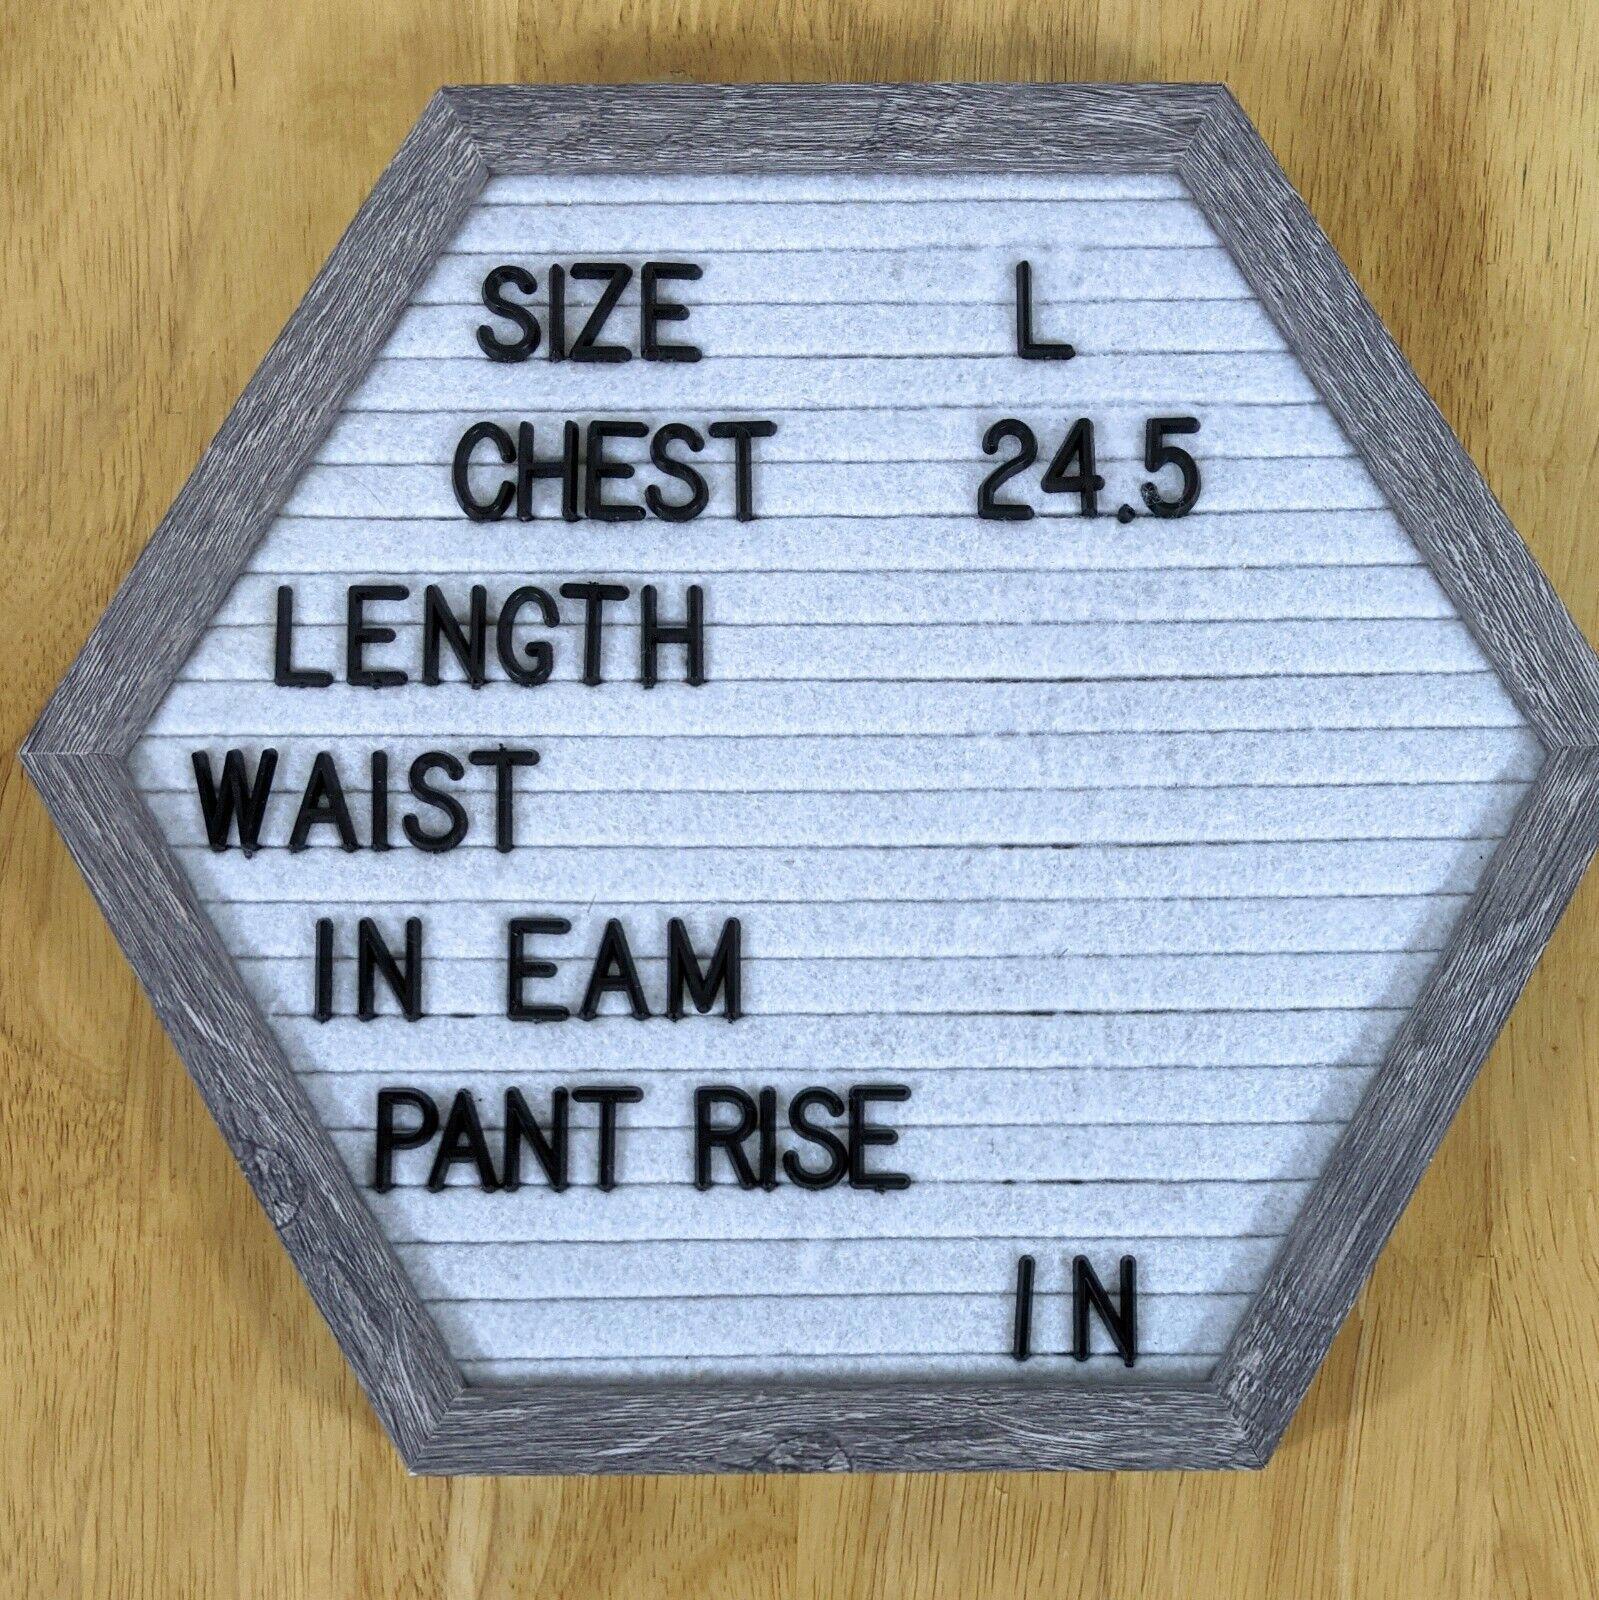 SIZE L
CHEST 24.5
LENGTH
WAIST
IN EAM
PANT RISE
IN